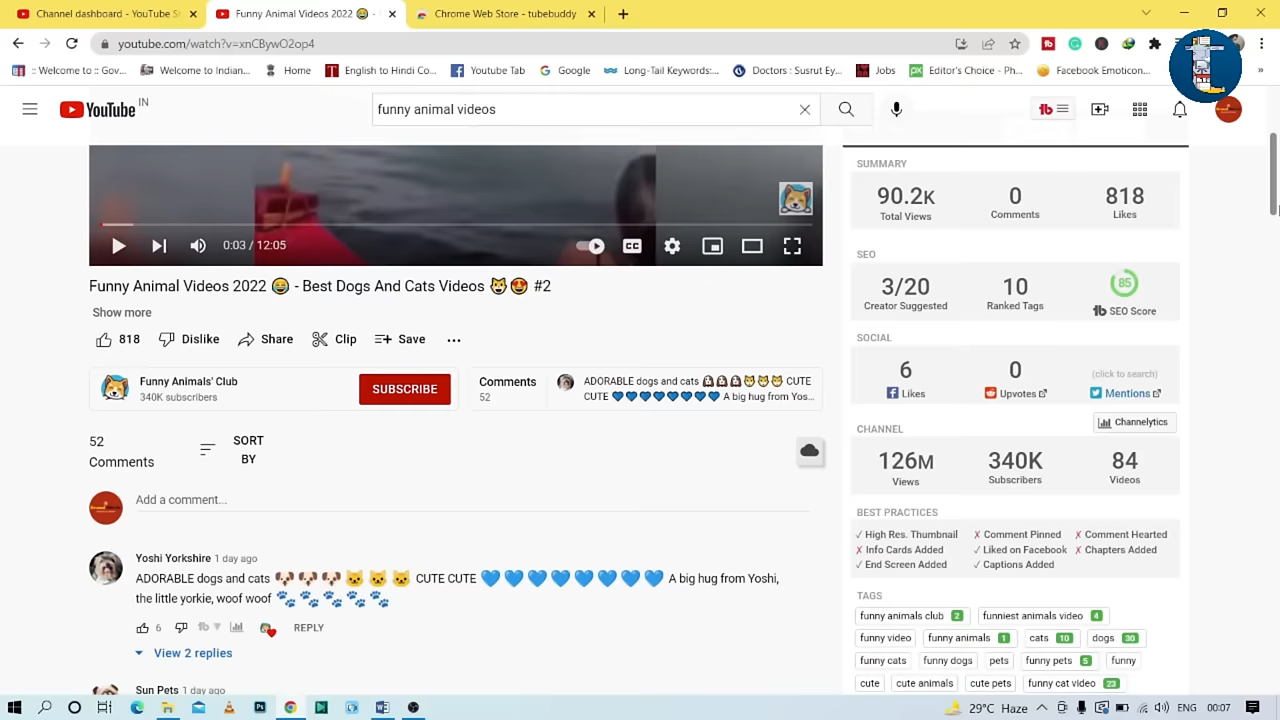 Channel dashboard - YouTube S
Funny Animal Videos 2022 😂 -
Chrome Web Store - tubebuddy
youtube.com/watch?v=xnCBywO2op4
:: Welcome to :: Gov...
Welcome to Indian...
Home
English to Hindi Co...
Youtube Tab
Google
Long-Tail Keywords:...
Doctors : Susrut Ey...
Jobs
Editor's Choice - Ph...
Facebook Emoticon...
YouTube IN
funny animal videos
tb
0:03 / 12:05
CC
Funny Animal Videos 2022 😂 - Best Dogs And Cats Videos 😺😍 #2
Show more
818 Dislike Share Clip Save ...
Funny Animals' Club
340K subscribers
SUBSCRIBE
Comments
52
ADORABLE dogs and cats 🐶🐶🐶🐱🐱🐱 CUTE
CUTE 💙💙💙💙💙💙💙💙 A big hug from Yos...
52
Comments
SORT
BY
Add a comment...
Yoshi Yorkshire 1 day ago
ADORABLE dogs and cats 🐶🐶🐶🐱🐱🐱 CUTE CUTE 💙💙💙💙💙💙💙💙 A big hug from Yoshi,
the little yorkie, woof woof 🐾🐾🐾🐾🐾
6 REPLY
View 2 replies
Sun Pets 1 day ago
SUMMARY
90.2K 0 818
Total Views Comments Likes
SEO
3/20 10 85
Creator Suggested Ranked Tags tb SEO Score
SOCIAL
6 0 (click to search)
Likes Upvotes Mentions
CHANNEL
Channelytics
126M 340K 84
Views Subscribers Videos
BEST PRACTICES
✓ High Res. Thumbnail ✗ Comment Pinned ✗ Comment Hearted
✗ Info Cards Added ✓ Liked on Facebook ✗ Chapters Added
✓ End Screen Added ✓ Captions Added
TAGS
funny animals club 2 funniest animals video 4
funny video funny animals 1 cats 10 dogs 30
funny cats funny dogs pets funny pets 5 funny
cute cute animals cute pets funny cat video 23
29°C Haze ENG 00:07